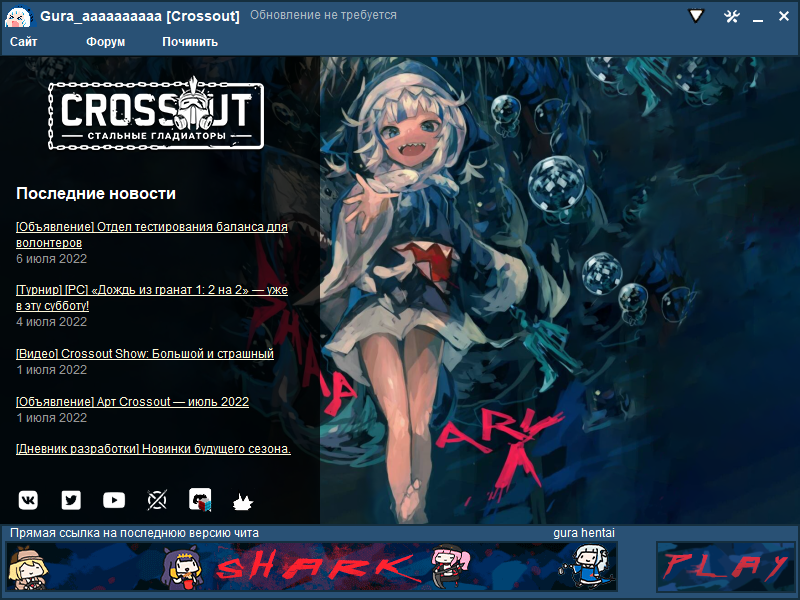 Gura_aaaaaaaaaa [Crossout] Обновление не требуется
Сайт Форум Починить
CROSSOUT
СТАЛЬНЫЕ ГЛАДИАТОРЫ
Последние новости
[Объявление] Отдел тестирования баланса для
волонтеров
6 июля 2022
[Турнир] [PC] «Дождь из гранат 1: 2 на 2» — уже
в эту субботу!
4 июля 2022
[Видео] Crossout Show: Большой и страшный
1 июля 2022
[Объявление] Арт Crossout — июль 2022
1 июля 2022
[Дневник разработки] Новинки будущего сезона.
ARK
A
Прямая ссылка на последнюю версию чита
gura hentai
SHARK
PLAY